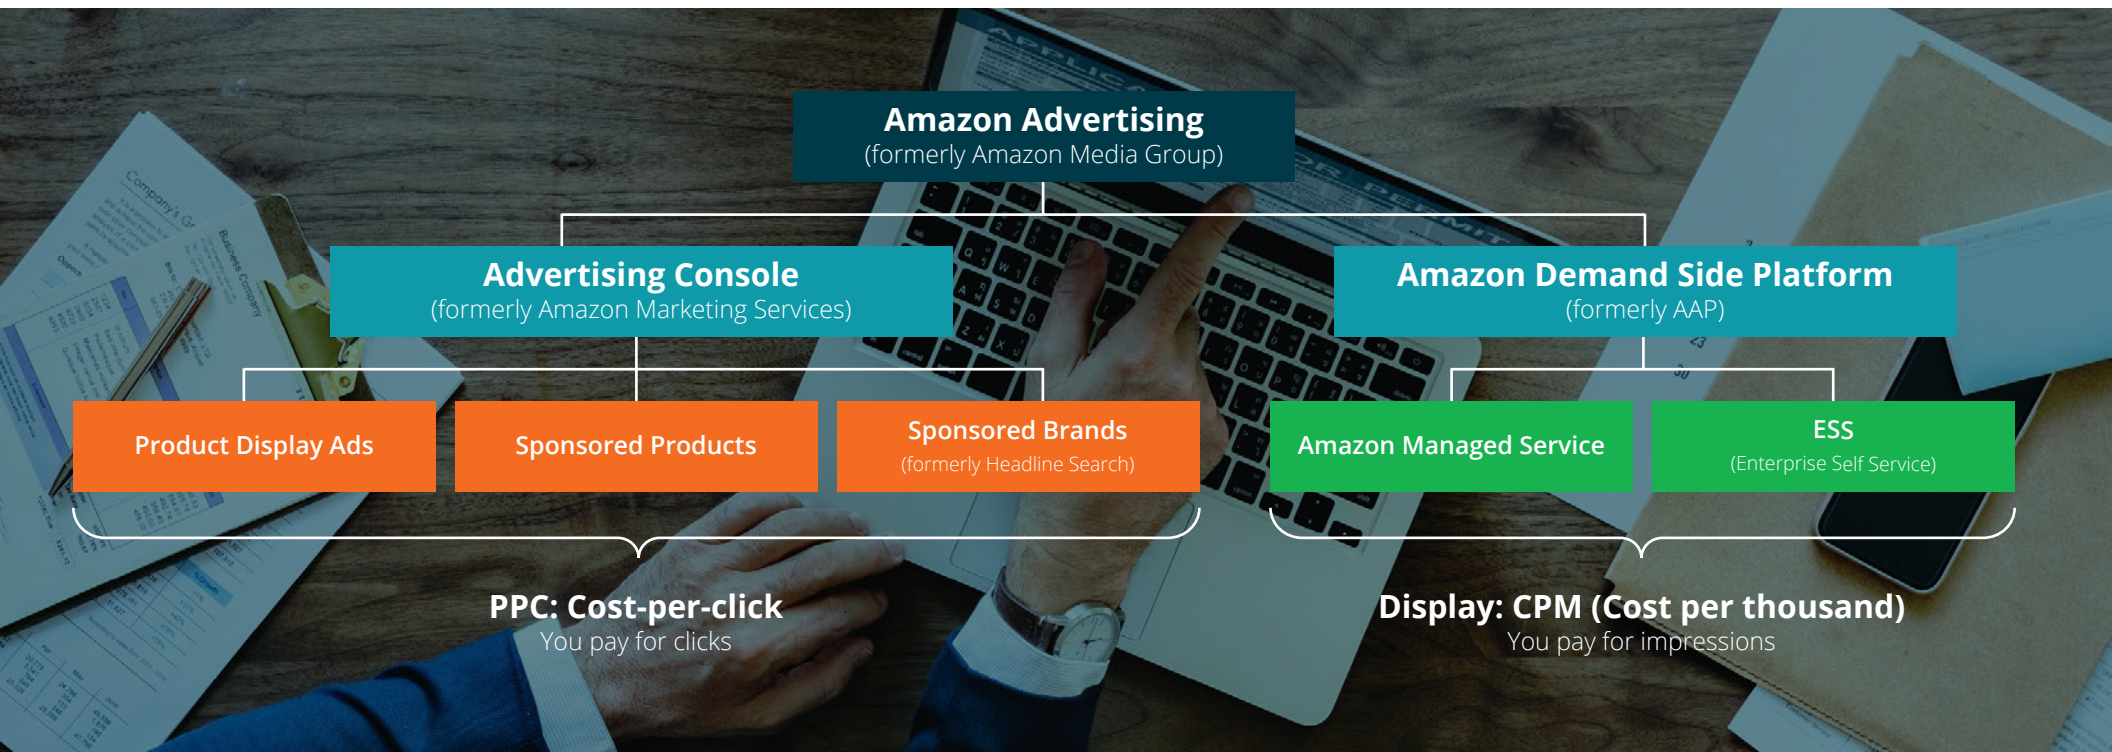 Amazon Advertising
(formerly Amazon Media Group)
Advertising Console
(formerly Amazon Marketing Services)
Amazon Demand Side Platform
(formerly AAP)
Product Display Ads
Sponsored Products
Sponsored Brands
(formerly Headline Search)
Amazon Managed Service
ESS
(Enterprise Self Service)
PPC: Cost-per-click
You pay for clicks
Display: CPM (Cost per thousand)
You pay for impressions
Business Company